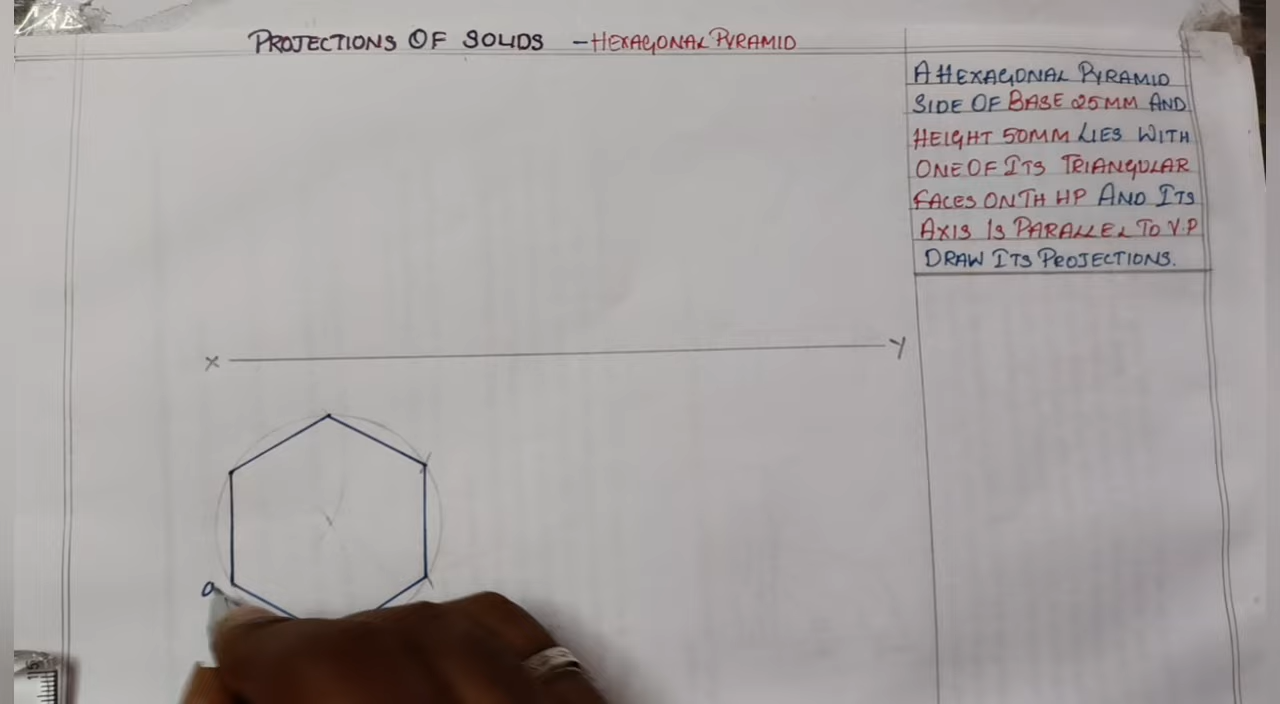 PROJECTIONS OF SOLIDS - HEXAGONAL PYRAMID
A HEXAGONAL PYRAMID
SIDE OF BASE 25MM AND
HEIGHT 50MM LIES WITH
ONE OF ITS TRIANGULAR
FACES ON TH HP AND ITS
AXIS IS PARALLEL TO V.P
DRAW ITS PROJECTIONS.
X Y
a